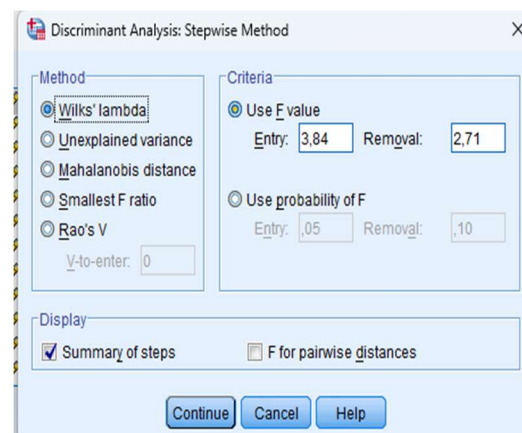 Discriminant Analysis: Stepwise Method
Method
Wilks' lambda
Unexplained variance
Mahalanobis distance
Smallest F ratio
Rao's V
V-to-enter: 0
Criteria
Use F value
Entry: 3,84 Removal: 2,71
Use probability of F
Entry: ,05 Removal: ,10
Display
Summary of steps F for pairwise distances
Continue Cancel Help